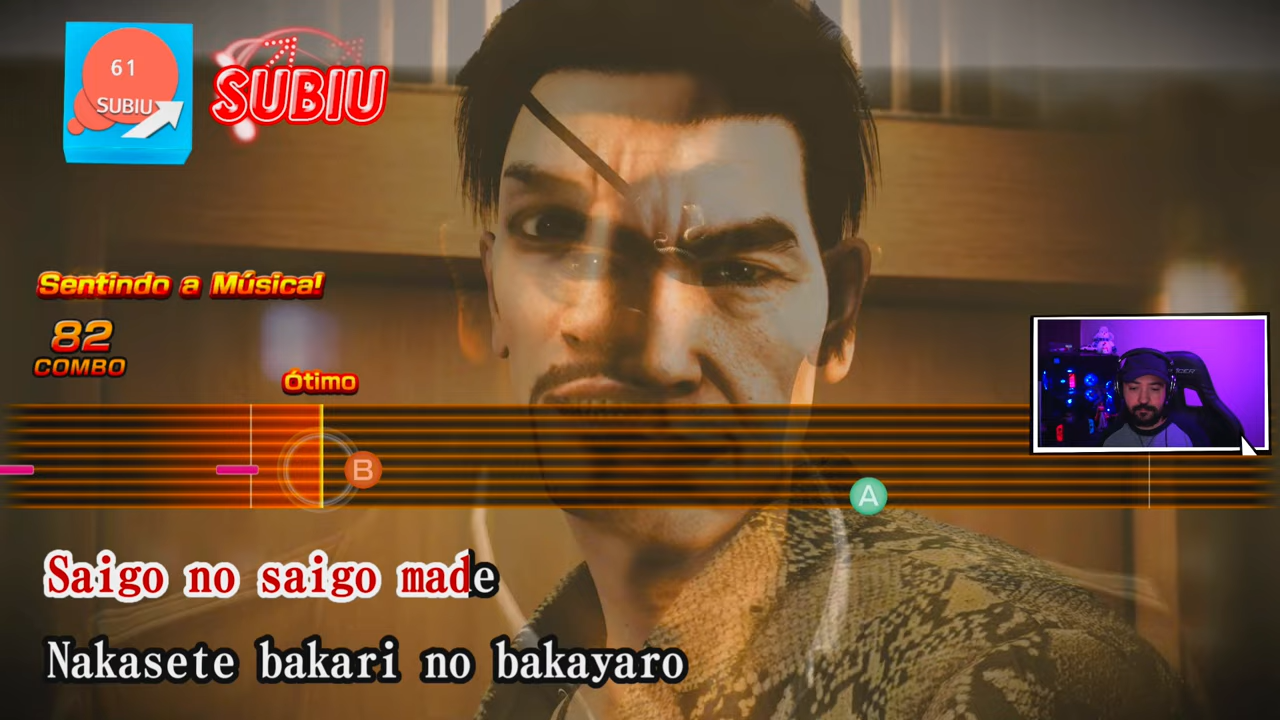 61
SUBIU
SUBIU
Sentindo a Música!
82
COMBO
Ótimo
B
A
Saigo no saigo made
Nakasete bakari no bakayaro